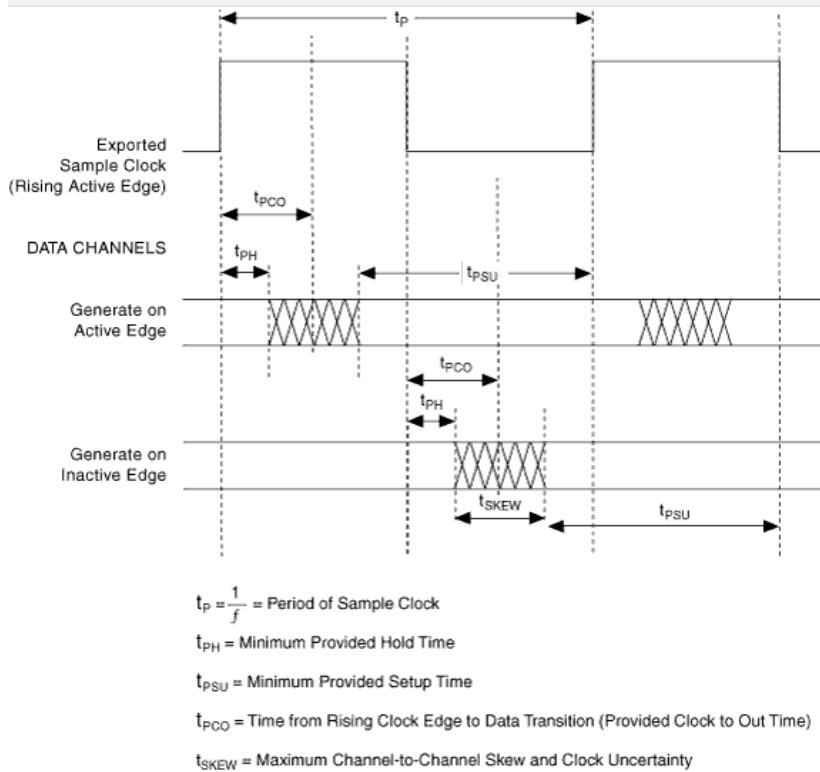 tP
Exported
Sample Clock
(Rising Active Edge)
tPCO
DATA CHANNELS
tPH
tPSU
Generate on
Active Edge
tPCO
tPH
Generate on
Inactive Edge
tSKEW
tPSU
tP = 1/f = Period of Sample Clock
tPH = Minimum Provided Hold Time
tPSU = Minimum Provided Setup Time
tPCO = Time from Rising Clock Edge to Data Transition (Provided Clock to Out Time)
tSKEW = Maximum Channel-to-Channel Skew and Clock Uncertainty